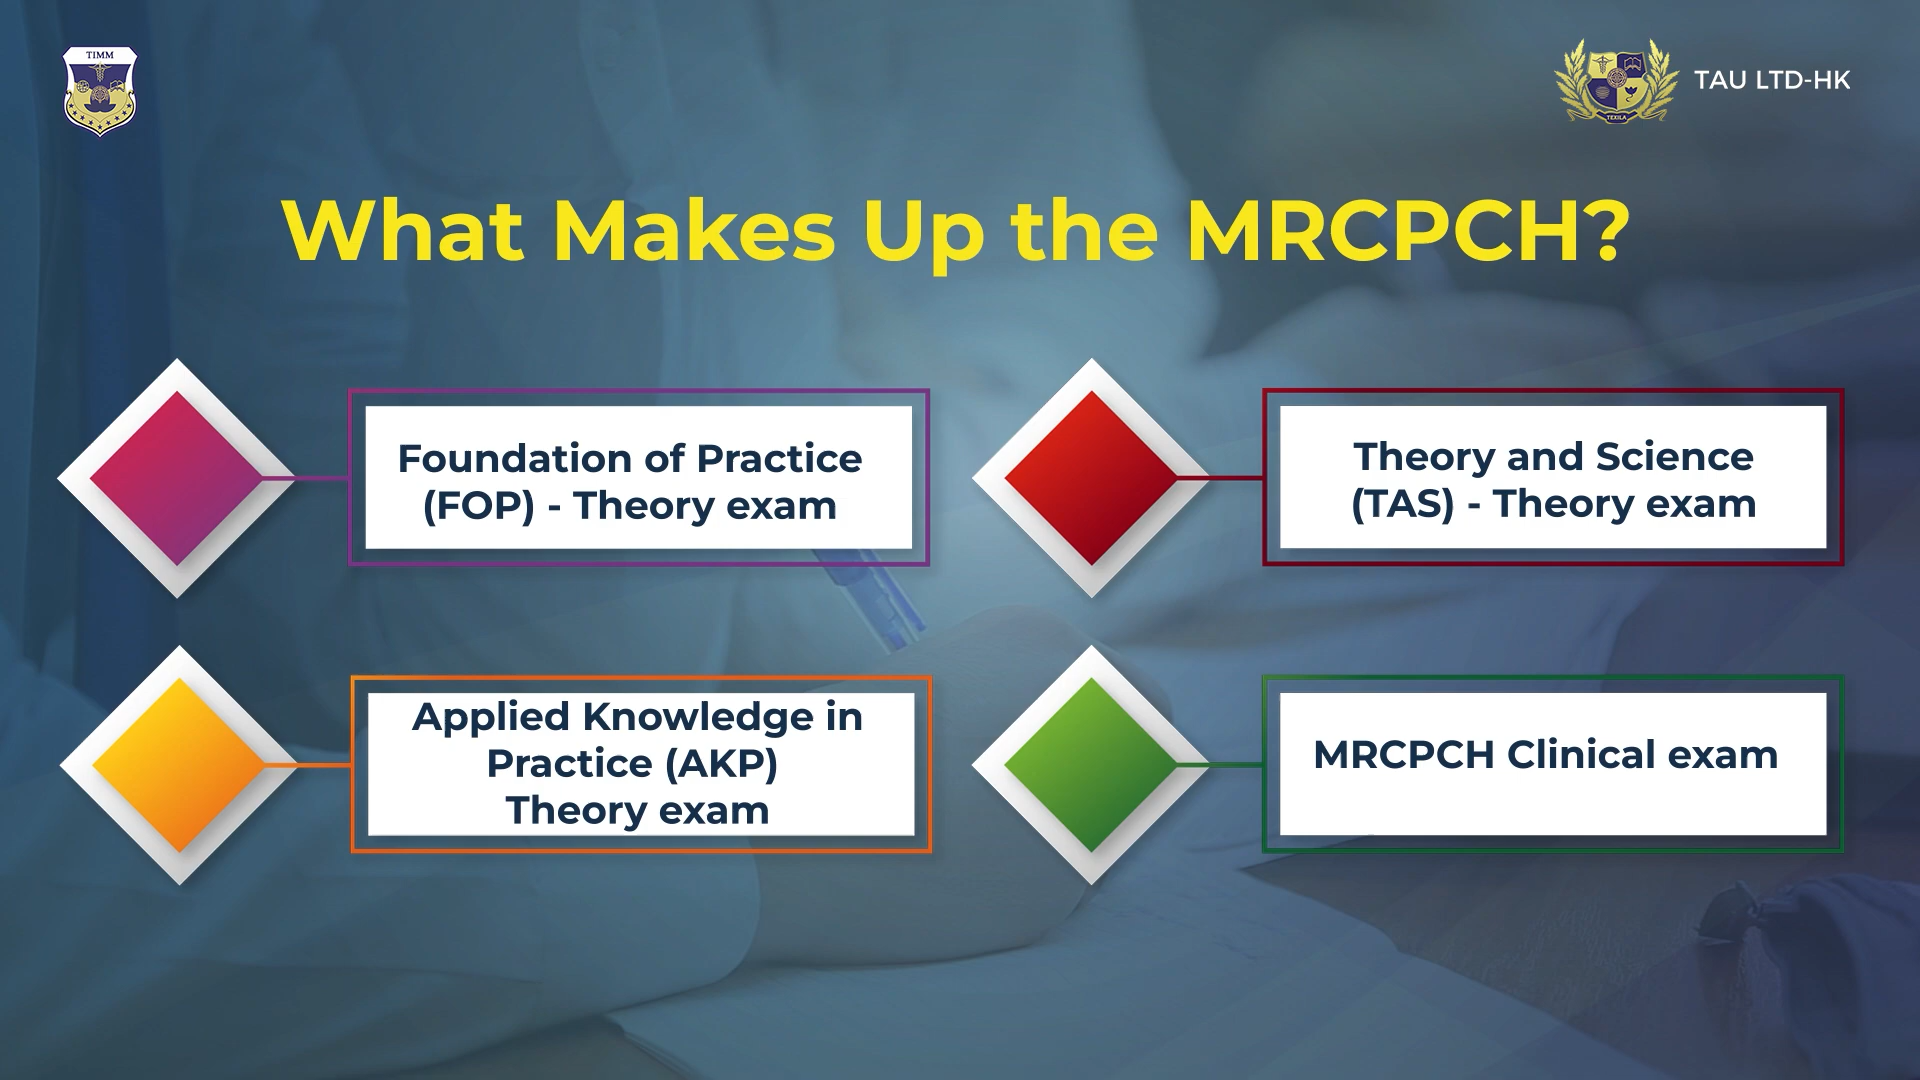 TIMM
TEXILA
TAU LTD-HK
What Makes Up the MRCPCH?
Foundation of Practice
(FOP) - Theory exam
Theory and Science
(TAS) - Theory exam
Applied Knowledge in
Practice (AKP)
Theory exam
MRCPCH Clinical exam